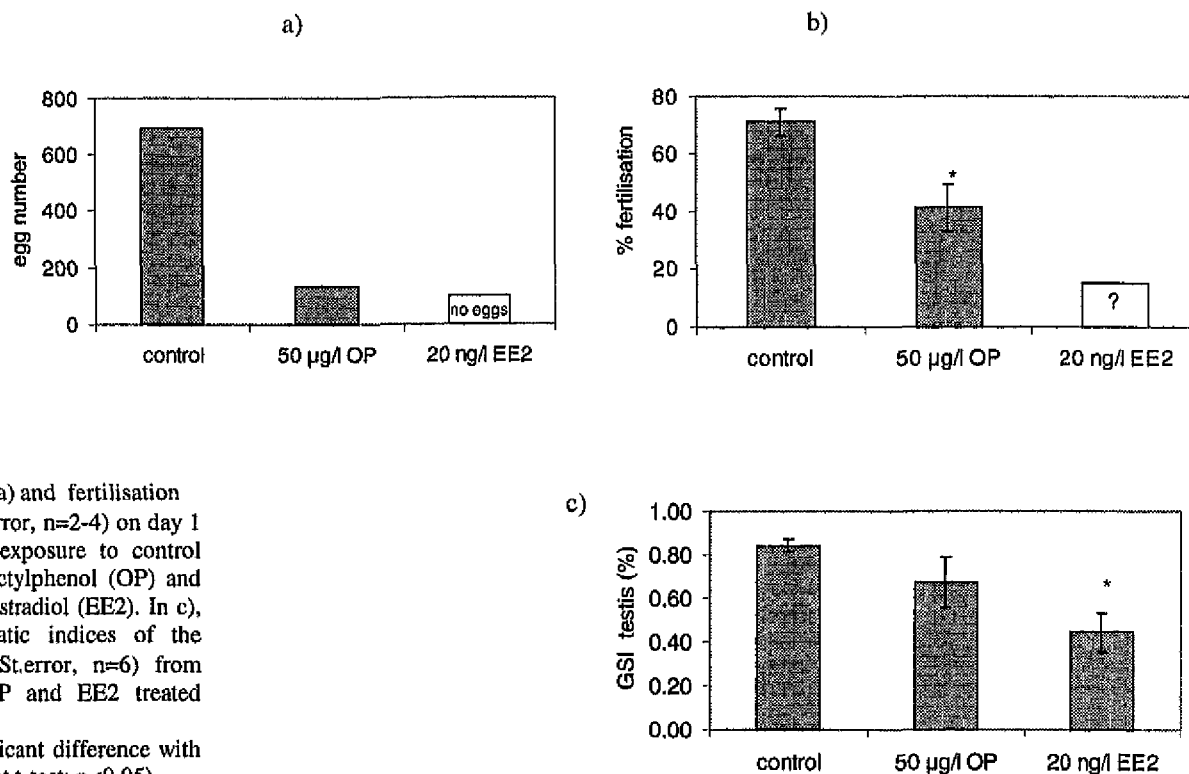 a)
b)
800
600
400
200
0
egg number
no eggs
control
50 µg/l OP
20 ng/l EE2
80
60
40
20
0
% fertilisation
*
?
control
50 µg/l OP
20 ng/l EE2
a) and fertilisation
rror, n=2-4) on day 1
exposure to control
ctylphenol (OP) and
stradiol (EE2). In c),
atic indices of the
St.error, n=6) from
P and EE2 treated
icant difference with
c)
1.00
0.80
0.60
0.40
0.20
0.00
GSI testis (%)
*
control
50 µg/l OP
20 ng/l EE2